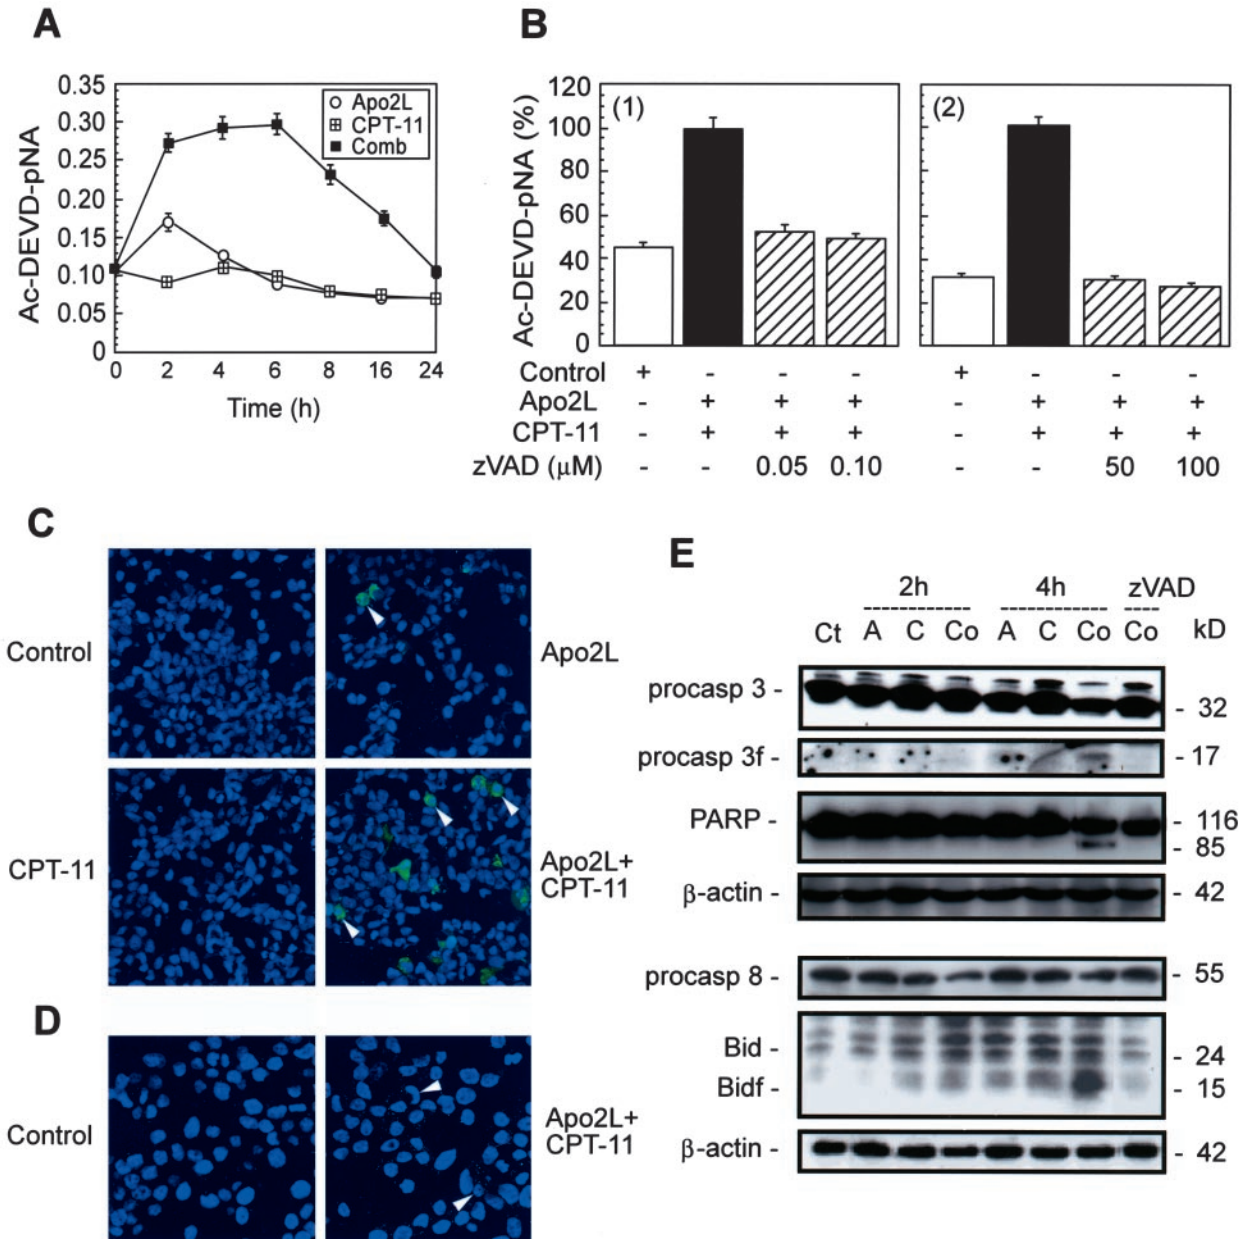 A
0.35
0.30
0.25
0.20
0.15
0.10
0.05
0
Ac-DEVD-pNA
Apo2L
CPT-11
Comb
0 2 4 6 8 16 24
Time (h)
B
120
100
80
60
40
20
0
Ac-DEVD-pNA (%)
(1)
(2)
Control + - - - + - - -
Apo2L - + + + - + + +
CPT-11 - + + + - + + +
zVAD (μM) - - 0.05 0.10 - - 50 100
C
Control
Apo2L
CPT-11
Apo2L+
CPT-11
D
Control
Apo2L+
CPT-11
E
2h 4h zVAD
Ct A C Co A C Co Co kD
procasp 3 - - 32
procasp 3f - - 17
PARP - - 116
- 85
β-actin - - 42
procasp 8 - - 55
Bid - - 24
Bidf - - 15
β-actin - - 42